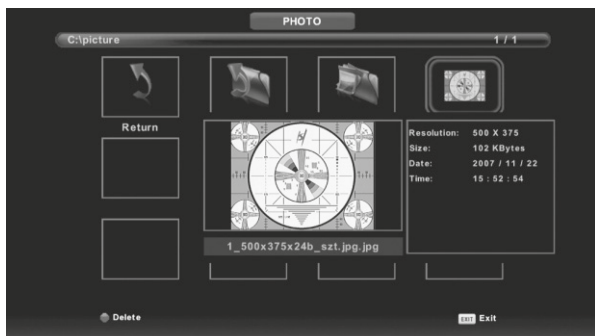 PHOTO
C:\picture
1 / 1
Return
Resolution: 500 X 375
Size: 102 KBytes
Date: 2007 / 11 / 22
Time: 15 : 52 : 54
1_500x375x24b_szt.jpg.jpg
Delete
EXIT Exit